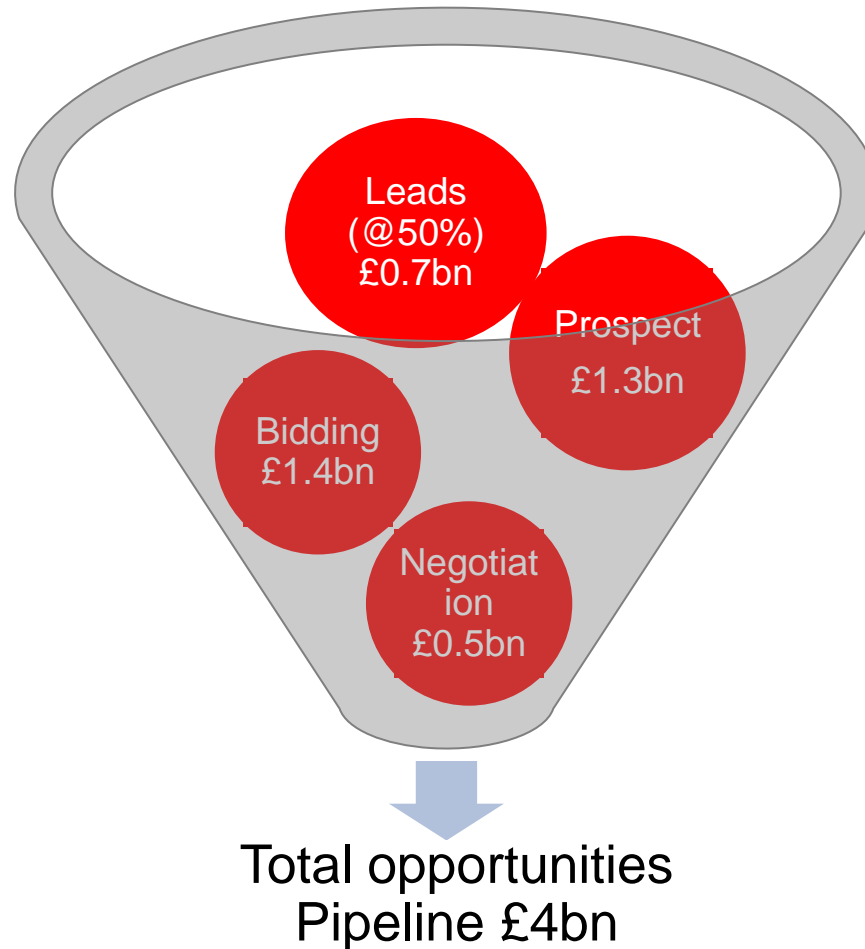 Leads
(@50%)
£0.7bn
Prospect
£1.3bn
Bidding
£1.4bn
Negotiat
ion
£0.5bn
Total opportunities
Pipeline £4bn